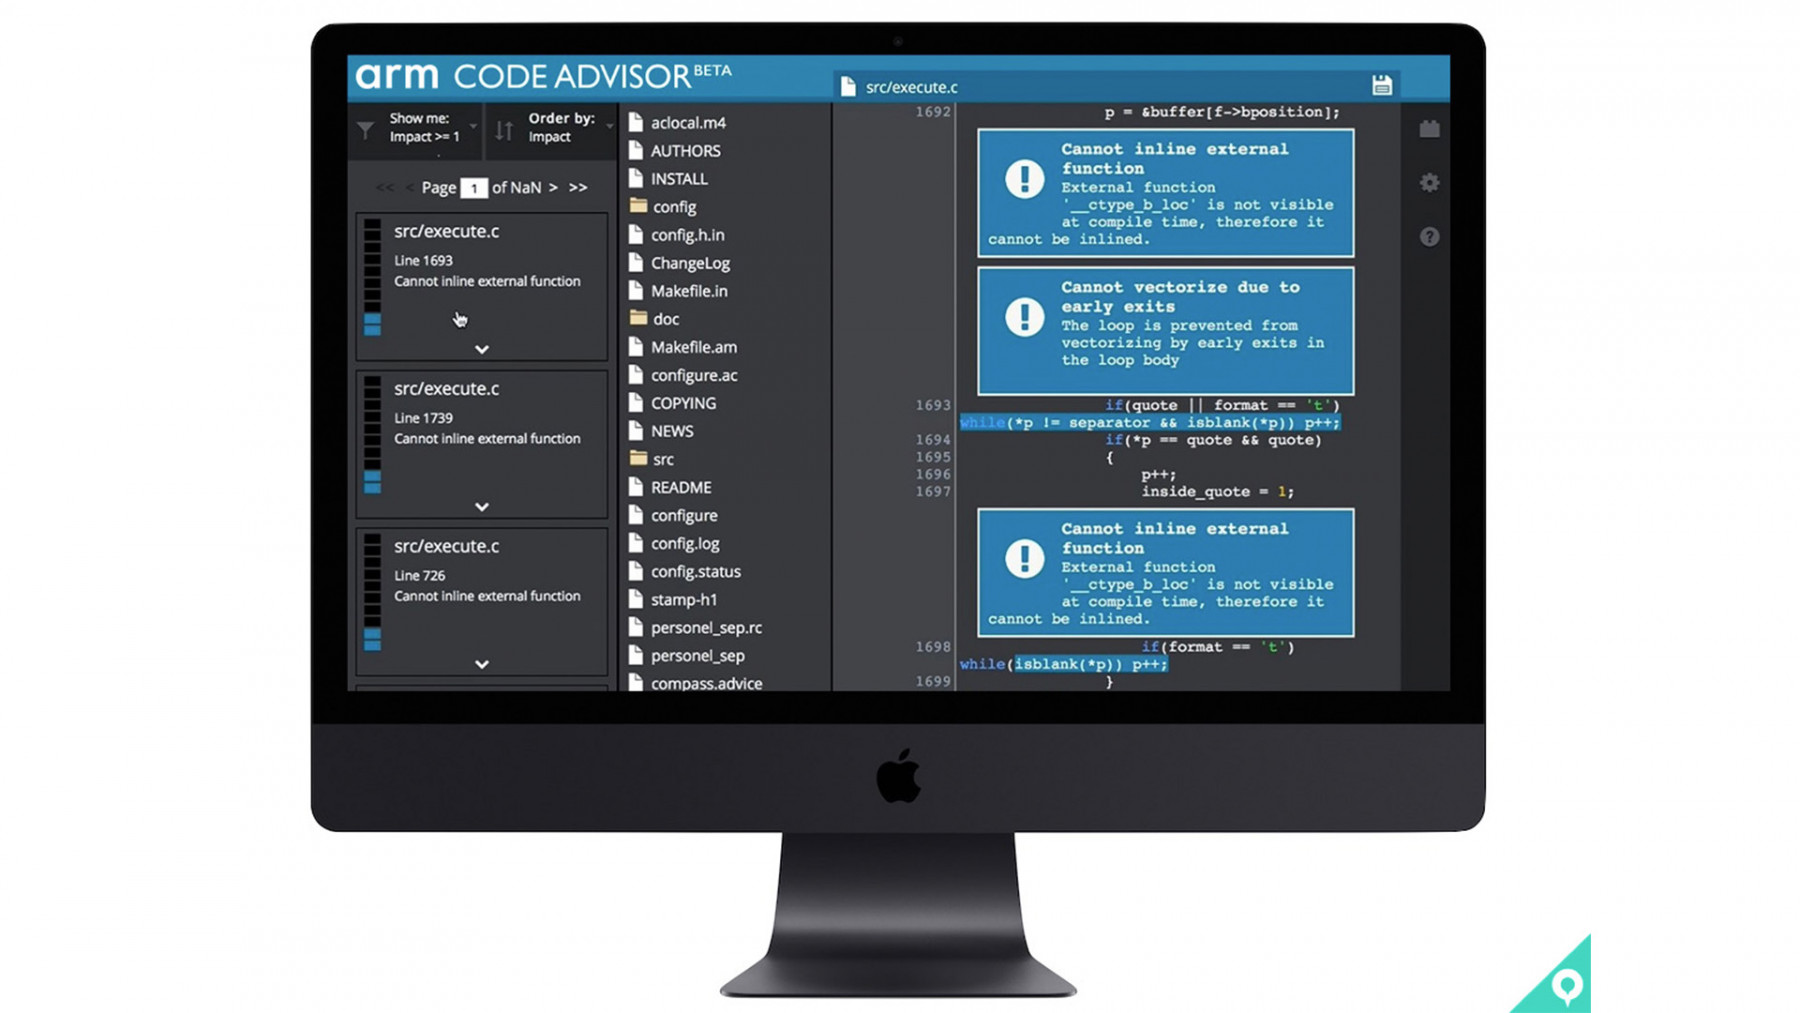 arm CODE ADVISOR BETA
src/execute.c
Show me:
Impact >= 1
Order by:
Impact
<< < Page 1 of NaN > >>
src/execute.c
Line 1693
Cannot inline external function
src/execute.c
Line 1739
Cannot inline external function
src/execute.c
Line 726
Cannot inline external function
aclocal.m4
AUTHORS
INSTALL
config
config.h.in
ChangeLog
Makefile.in
doc
Makefile.am
configure.ac
COPYING
NEWS
src
README
configure
config.log
config.status
stamp-h1
personel_sep.rc
personel_sep
compass.advice
1692 p = &buffer[f->bposition];
Cannot inline external
function
External function
'__ctype_b_loc' is not visible
at compile time, therefore it
cannot be inlined.
Cannot vectorize due to
early exits
The loop is prevented from
vectorizing by early exits in
the loop body
1693 if(quote || format == 't')
while(*p != separator && isblank(*p)) p++;
1694 if(*p == quote && quote)
1695 {
1696 p++;
1697 inside_quote = 1;
Cannot inline external
function
External function
'__ctype_b_loc' is not visible
at compile time, therefore it
cannot be inlined.
1698 if(format == 't')
while(isblank(*p)) p++;
1699 }